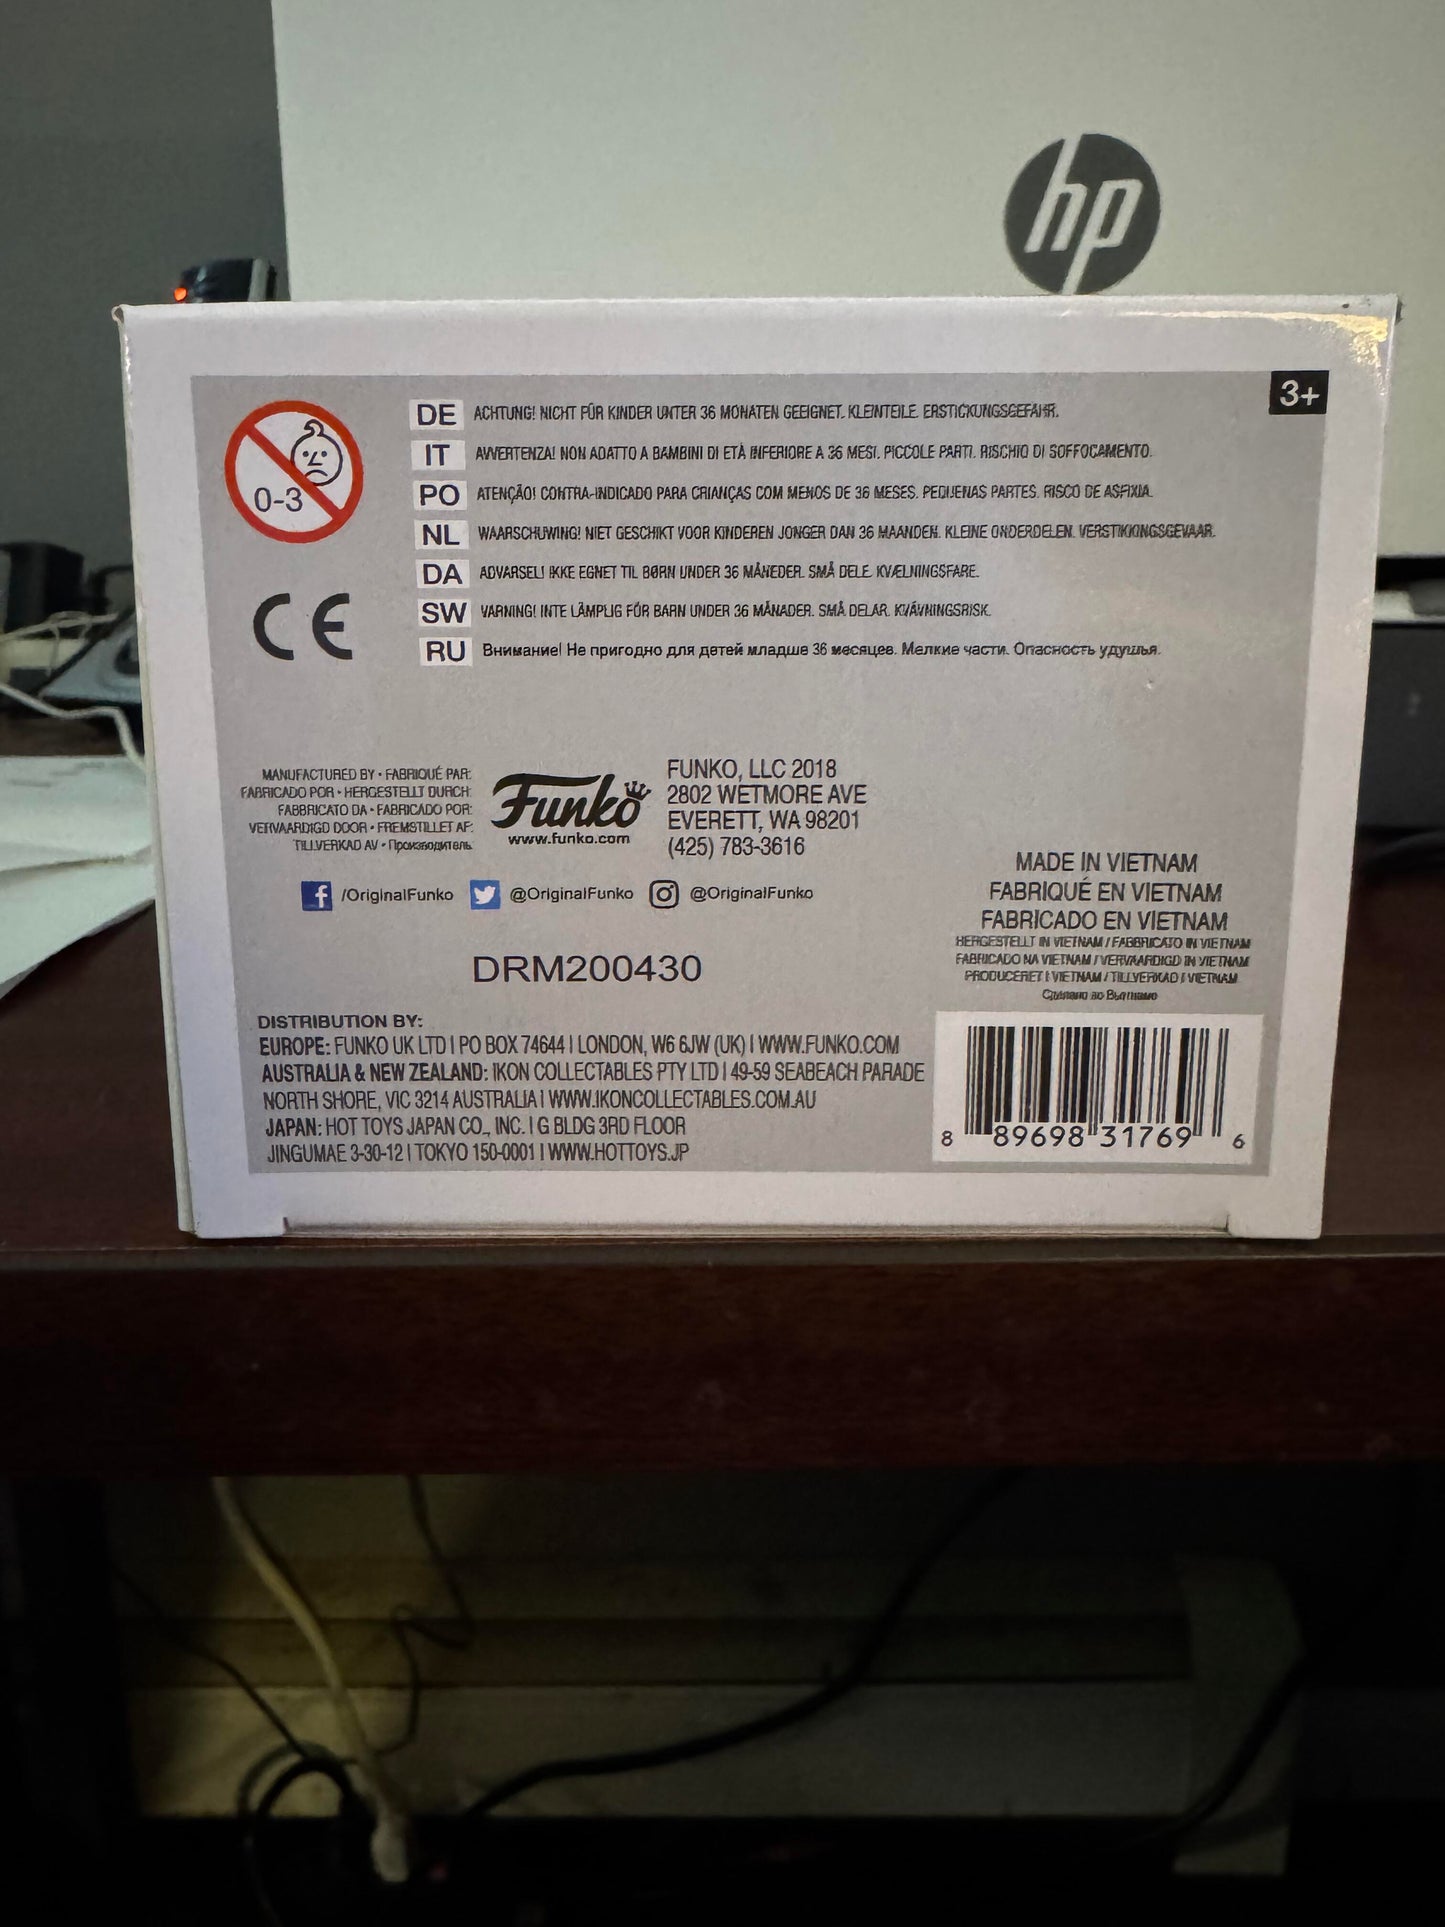 hp
3+
0-3
DE ACHTUNG! NICHT FÜR KINDER UNTER 36 MONATEN GEEIGNET. KLEINTEILE. ERSTICKUNGSGEFAHR.
IT AVVERTENZA! NON ADATTO A BAMBINI DI ETÀ INFERIORE A 36 MESI. PICCOLE PARTI. RISCHIO DI SOFFOCAMENTO.
PO ATENÇÃO! CONTRA-INDICADO PARA CRIANÇAS COM MENOS DE 36 MESES. PEQUENAS PARTES. RISCO DE ASFIXIA.
NL WAARSCHUWING! NIET GESCHIKT VOOR KINDEREN JONGER DAN 36 MAANDEN. KLEINE ONDERDELEN. VERSTIKKINGSGEVAAR.
DA ADVARSEL! IKKE EGNET TIL BØRN UNDER 36 MÅNEDER. SMÅ DELE. KVÆLNINGSFARE.
SW VARNING! INTE LÄMPLIG FÖR BARN UNDER 36 MÅNADER. SMÅ DELAR. KVÄVNINGSRISK.
RU Внимание! Не пригодно для детей младше 36 месяцев. Мелкие части. Опасность удушья.
CE
MANUFACTURED BY • FABRIQUÉ PAR:
FABRICADO POR • HERGESTELLT DURCH:
FABBRICATO DA • FABRICADO POR:
VERVAARDIGD DOOR • FREMSTILLET AF:
TILLVERKAD AV • Производитель:
Funko
www.funko.com
FUNKO, LLC 2018
2802 WETMORE AVE
EVERETT, WA 98201
(425) 783-3616
/OriginalFunko @OriginalFunko @OriginalFunko
DRM200430
MADE IN VIETNAM
FABRIQUÉ EN VIETNAM
FABRICADO EN VIETNAM
HERGESTELLT IN VIETNAM / FABBRICATO IN VIETNAM
FABRICADO NA VIETNAM / VERVAARDIGD IN VIETNAM
PRODUCERET I VIETNAM / TILLVERKAD I VIETNAM
Сделано во Вьетнаме
DISTRIBUTION BY:
EUROPE: FUNKO UK LTD | PO BOX 74644 | LONDON, W6 6JW (UK) | WWW.FUNKO.COM
AUSTRALIA & NEW ZEALAND: IKON COLLECTABLES PTY LTD | 49-59 SEABEACH PARADE
NORTH SHORE, VIC 3214 AUSTRALIA | WWW.IKONCOLLECTABLES.COM.AU
JAPAN: HOT TOYS JAPAN CO., INC. | G BLDG 3RD FLOOR
JINGUMAE 3-30-12 | TOKYO 150-0001 | WWW.HOTTOYS.JP
8 89698 31769 6